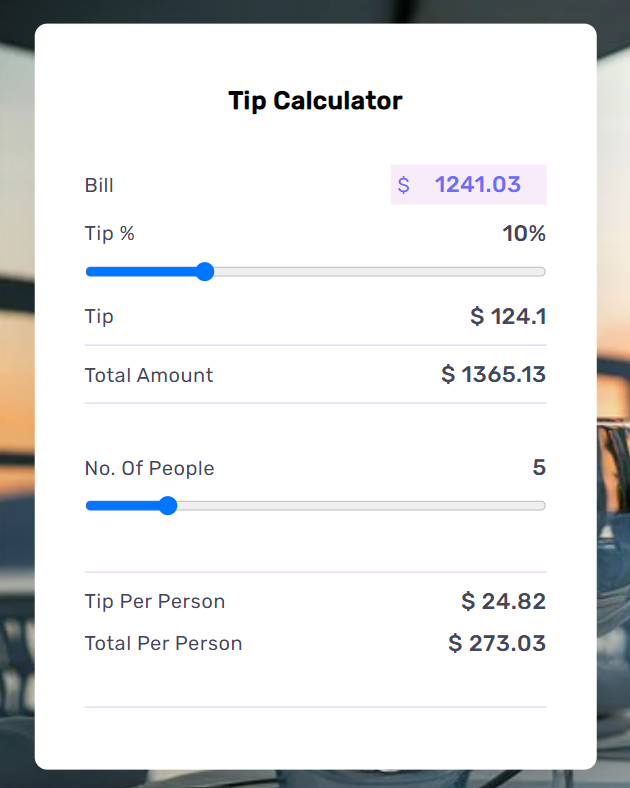 Tip Calculator
Bill $ 1241.03
Tip % 10%
Tip $ 124.1
Total Amount $ 1365.13
No. Of People 5
Tip Per Person $ 24.82
Total Per Person $ 273.03